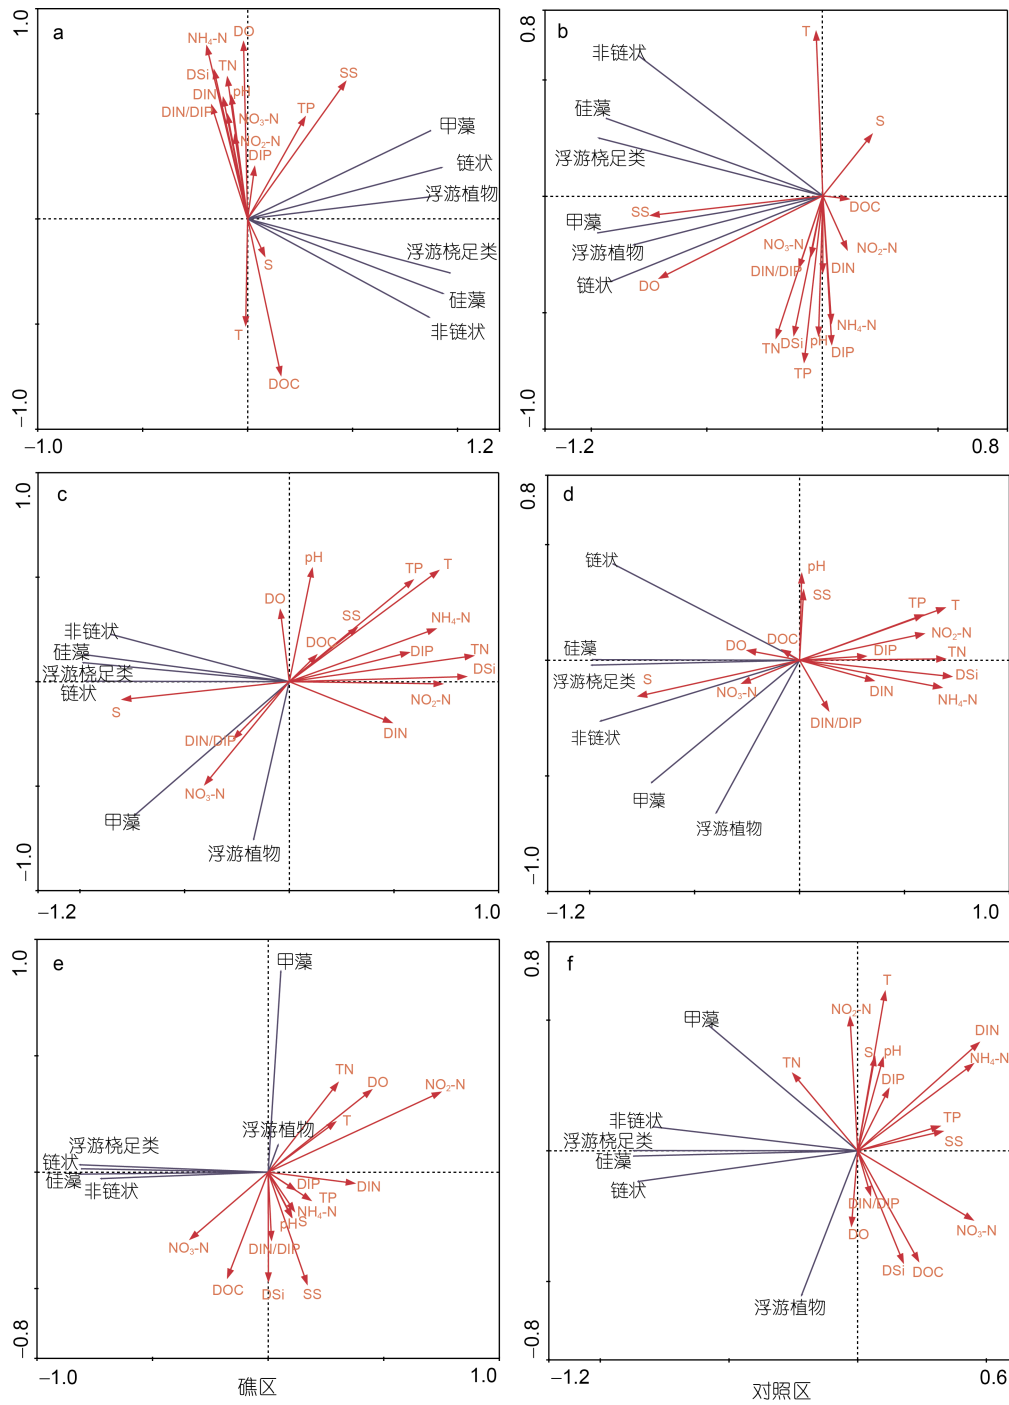 1.0
a
NH₄-N
DO
DSi
TN
SS
DIN
pH
DIN/DIP
TP
NO₃-N
甲藻
NO₂-N
DIP
链状
浮游植物
浮游桡足类
S
硅藻
T
非链状
DOC
−1.0
−1.0
1.2
0.8
b
T
非链状
硅藻
S
浮游桡足类
SS
DOC
甲藻
NO₃-N
NO₂-N
浮游植物
DIN/DIP
DIN
DO
链状
NH₄-N
TN
DSi
pH
DIP
TP
−1.0
−1.2
0.8
1.0
c
pH
TP
T
DO
SS
非链状
NH₄-N
DOC
硅藻
DIP
TN
浮游桡足类
DSi
链状
NO₂-N
S
DIN
DIN/DIP
NO₃-N
甲藻
浮游植物
−1.0
−1.2
1.0
0.8
d
链状
pH
SS
TP
T
NO₂-N
DOC
硅藻
DO
DIP
TN
浮游桡足类
S
DSi
NO₃-N
DIN
NH₄-N
DIN/DIP
非链状
甲藻
浮游植物
−1.0
−1.2
1.0
1.0
e
甲藻
TN
DO
NO₂-N
T
浮游植物
浮游桡足类
链状
硅藻
非链状
DIP
DIN
TP
NH₄-N
pH
S
NO₃-N
DIN/DIP
DOC
DSi
SS
−0.8
−1.0
1.0
礁区
0.8
f
T
NO₂-N
甲藻
DIN
S
pH
NH₄-N
TN
DIP
非链状
TP
浮游桡足类
SS
硅藻
链状
DIN/DIP
NO₃-N
DO
DSi
DOC
浮游植物
−0.8
−1.2
0.6
对照区